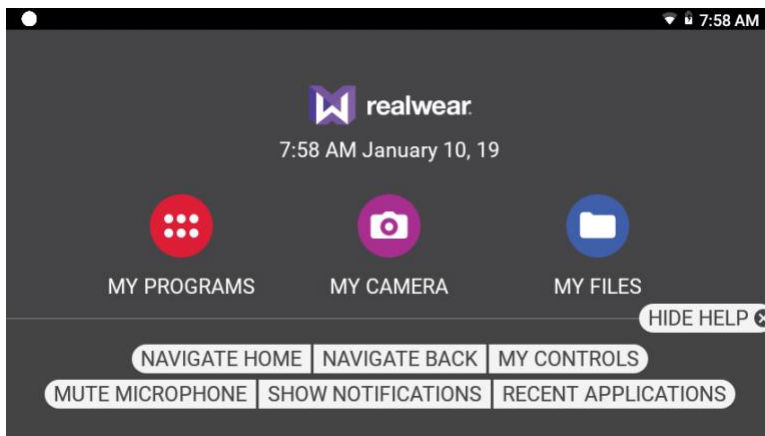 7:58 AM
realwear
7:58 AM January 10, 19
MY PROGRAMS MY CAMERA MY FILES
HIDE HELP
NAVIGATE HOME NAVIGATE BACK MY CONTROLS
MUTE MICROPHONE SHOW NOTIFICATIONS RECENT APPLICATIONS